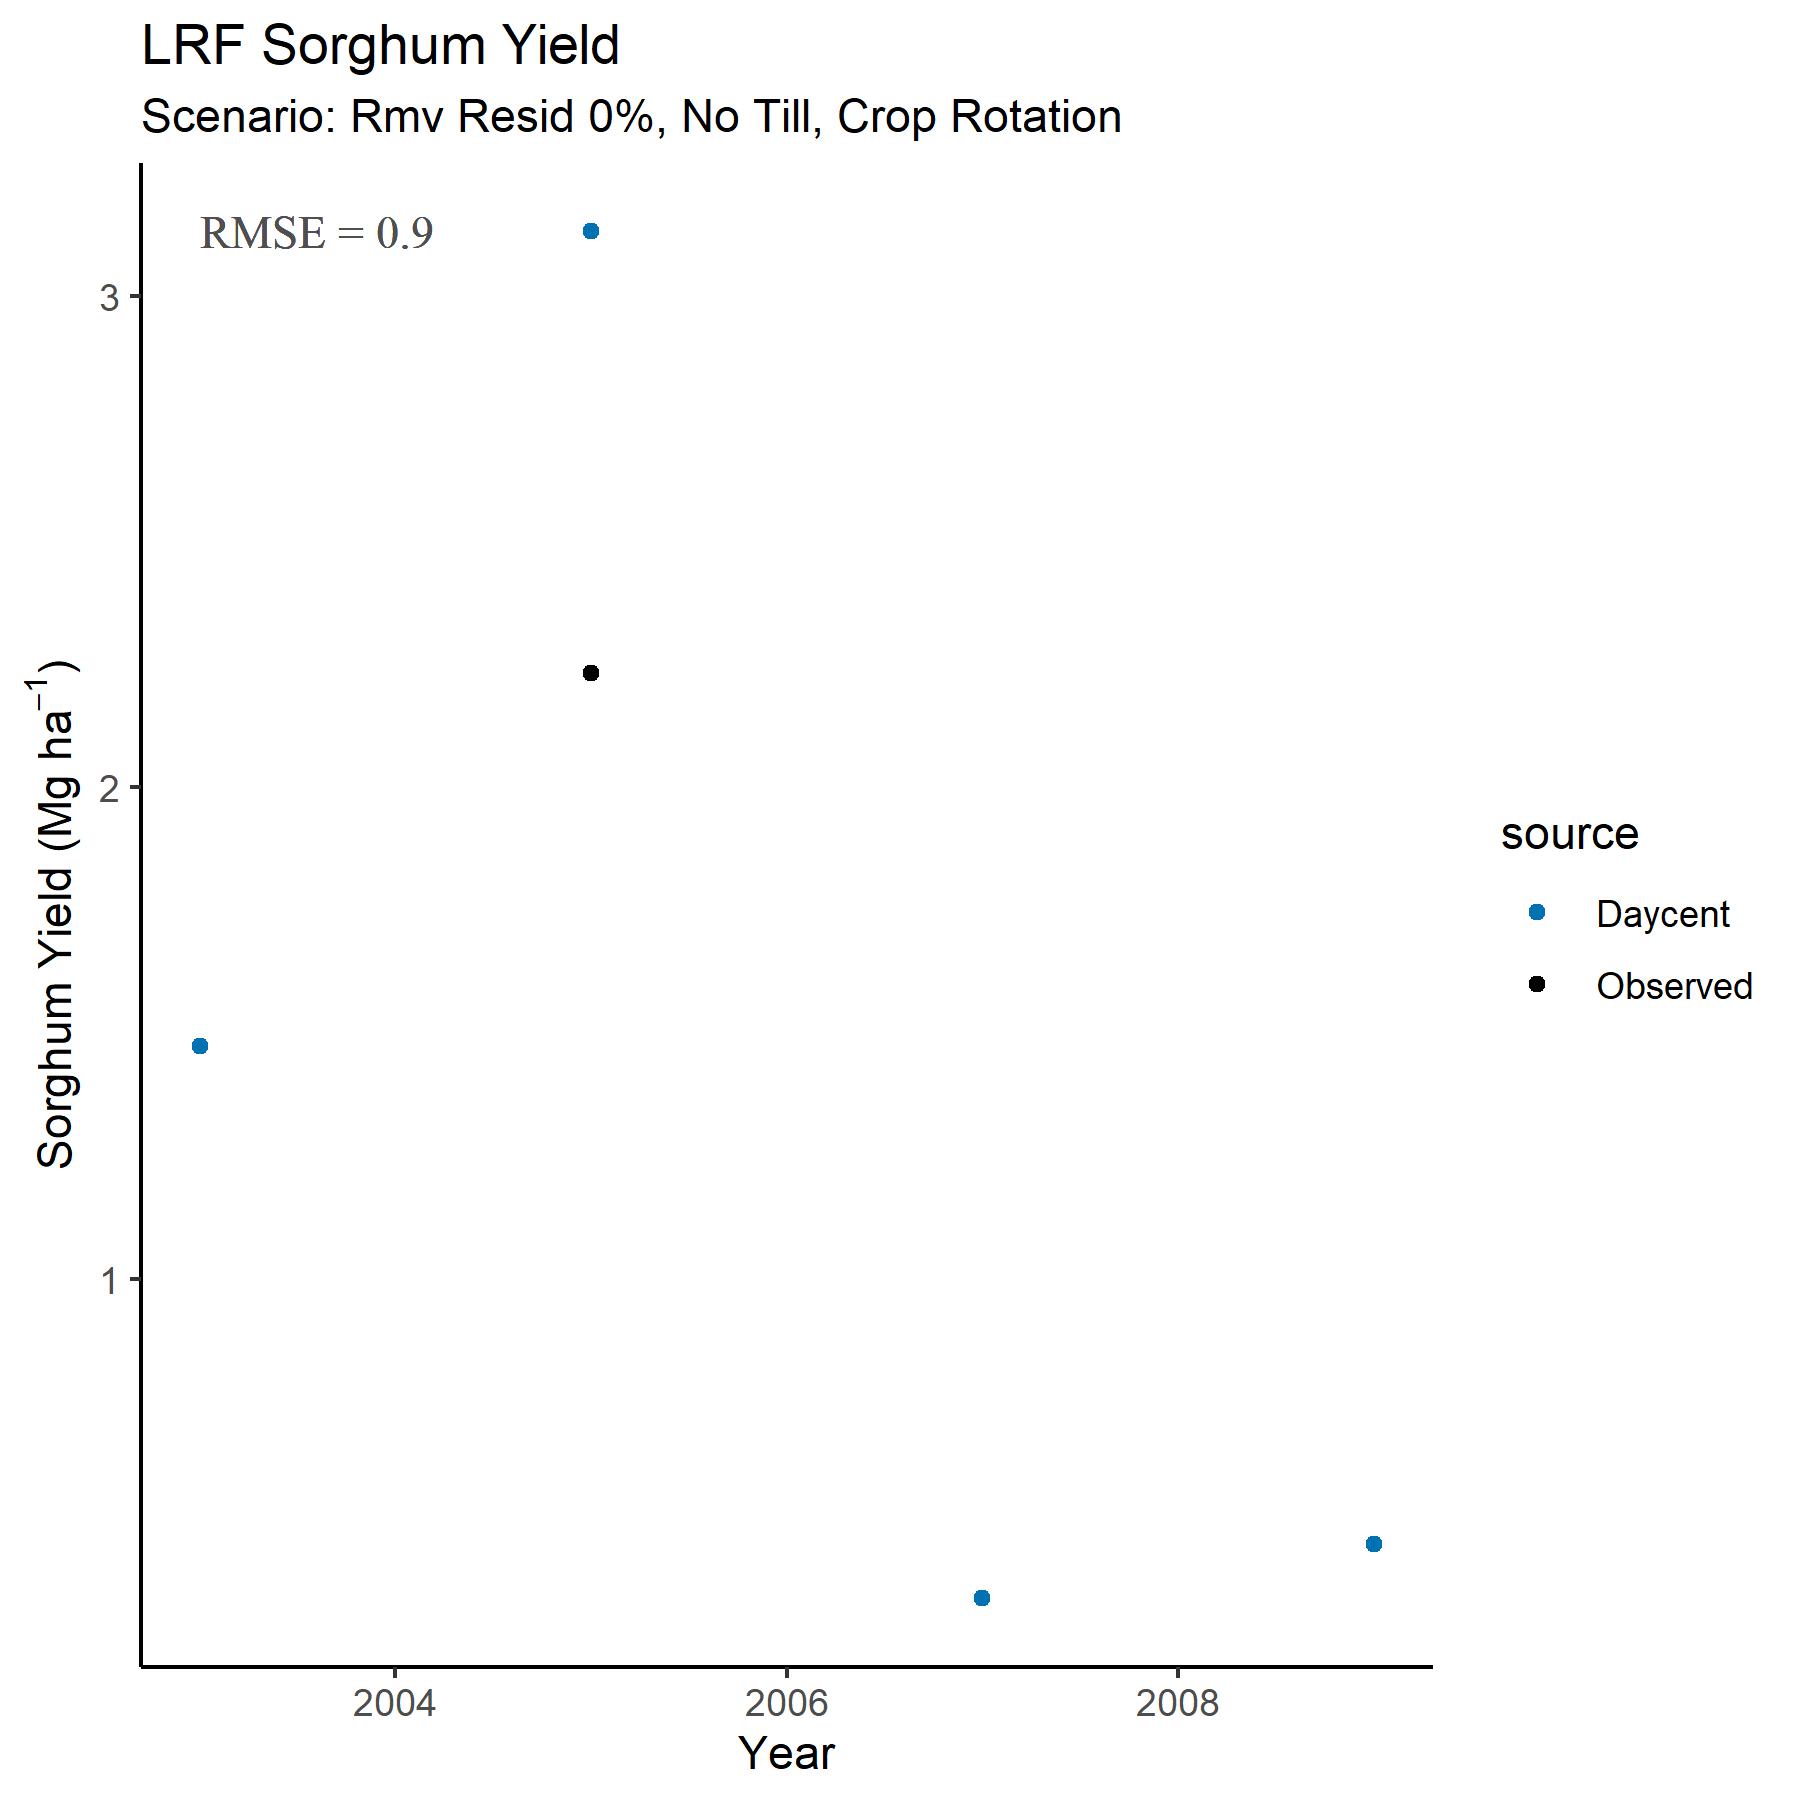 LRF Sorghum Yield
Scenario: Rmv Resid 0%, No Till, Crop Rotation
RMSE = 0.9
3
2
1
Sorghum Yield (Mg ha⁻¹)
2004 2006 2008
Year
source
Daycent
Observed